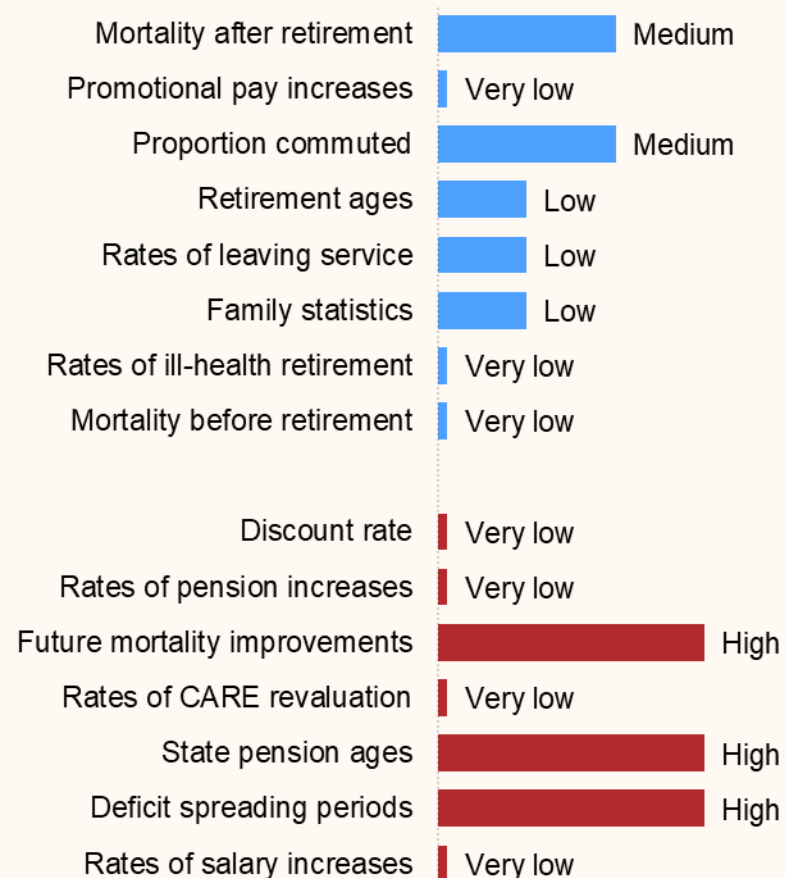 Mortality after retirement Medium
Promotional pay increases Very low
Proportion commuted Medium
Retirement ages Low
Rates of leaving service Low
Family statistics Low
Rates of ill-health retirement Very low
Mortality before retirement Very low
Discount rate Very low
Rates of pension increases Very low
Future mortality improvements High
Rates of CARE revaluation Very low
State pension ages High
Deficit spreading periods High
Rates of salary increases Very low